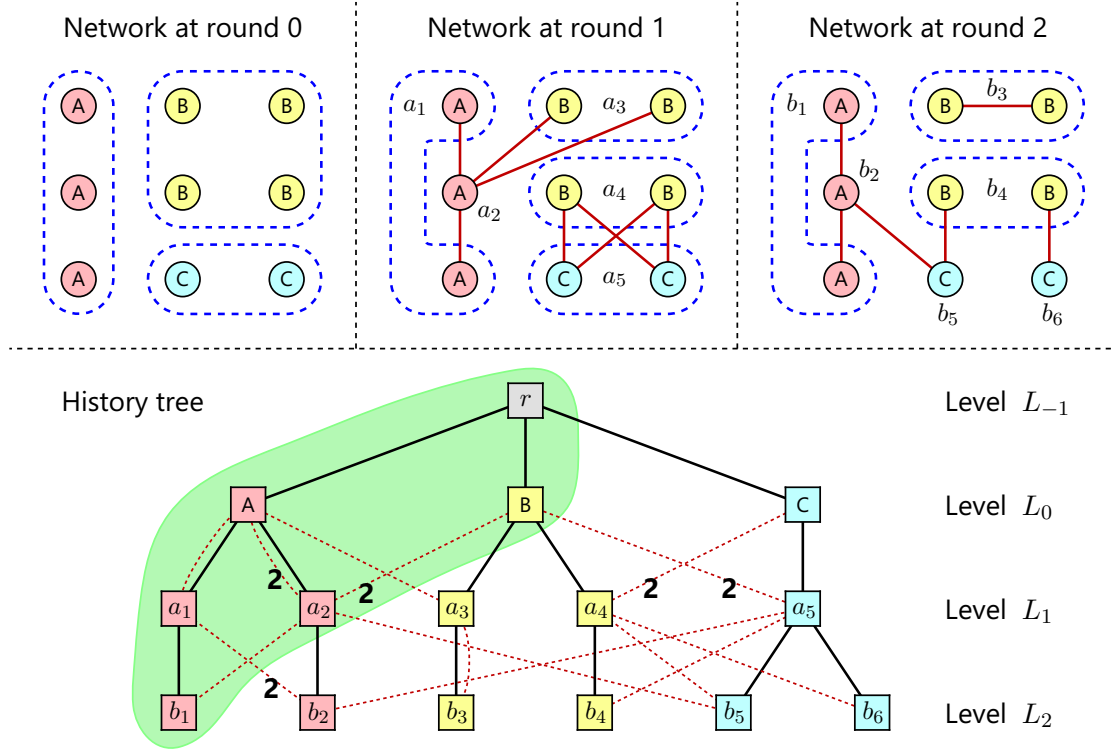 Network at round 0 Network at round 1 Network at round 2
A B B a₁ A B a₃ B b₁ A B b₃ B
A B B A a₂ B a₄ B A b₂ B b₄ B
A C C A C a₅ C A C C
b₅ b₆
History tree r Level L₋₁
A B C Level L₀
2 2 2 2
a₁ a₂ a₃ a₄ a₅ Level L₁
2
b₁ b₂ b₃ b₄ b₅ b₆ Level L₂